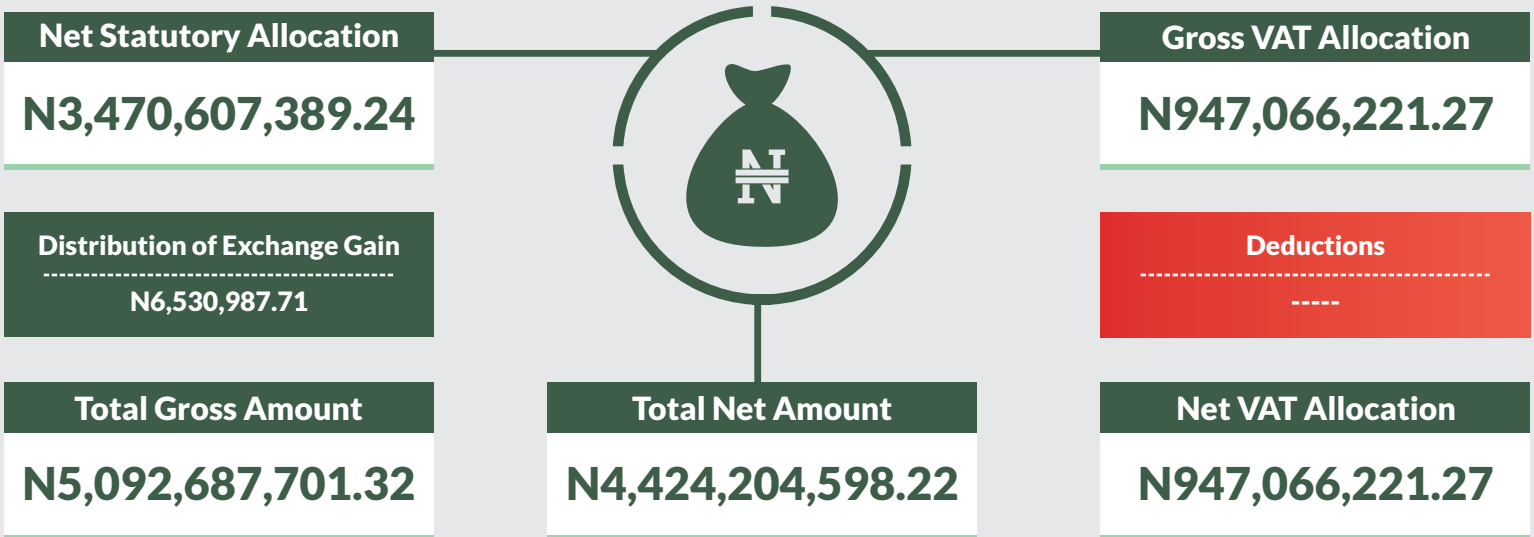 Net Statutory Allocation
N3,470,607,389.24
Gross VAT Allocation
N947,066,221.27
₦
Distribution of Exchange Gain
N6,530,987.71
Deductions
-----
Total Gross Amount
N5,092,687,701.32
Total Net Amount
N4,424,204,598.22
Net VAT Allocation
N947,066,221.27